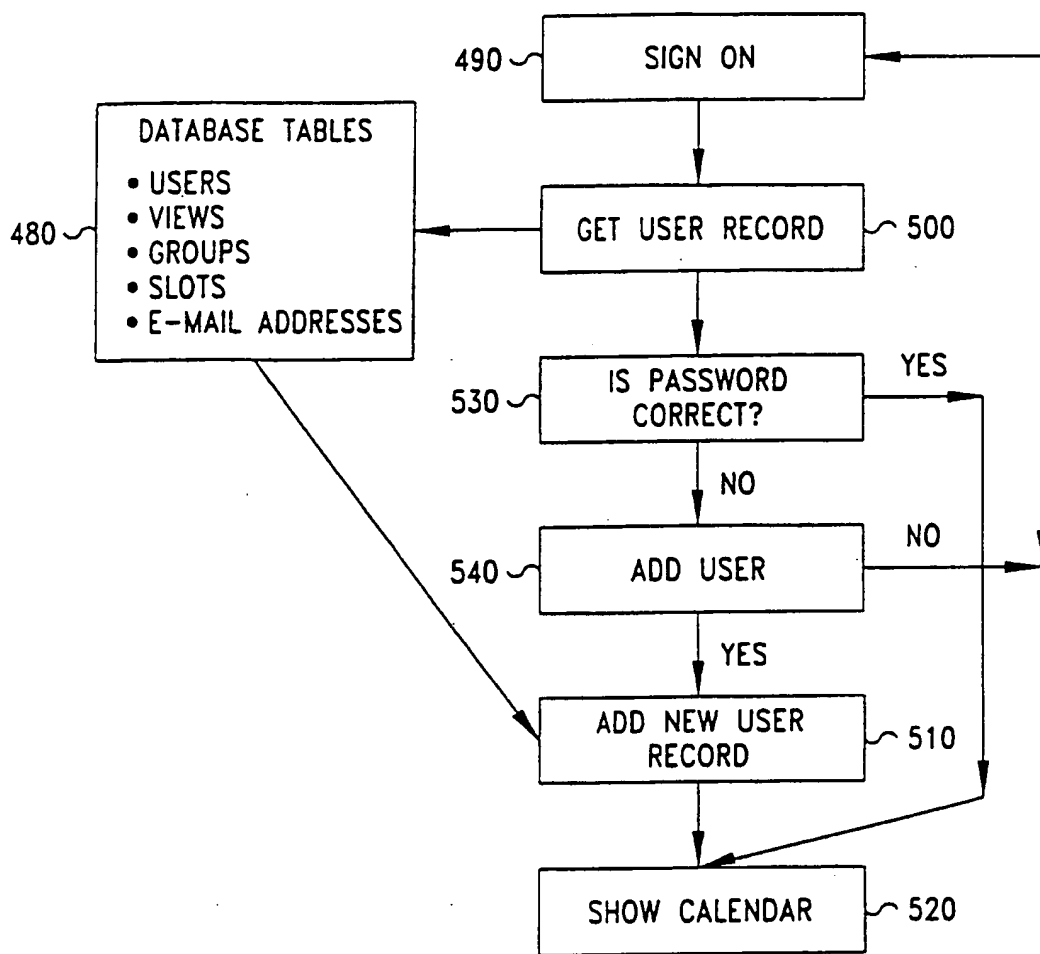 490
SIGN ON
DATABASE TABLES
• USERS
• VIEWS
• GROUPS
• SLOTS
• E-MAIL ADDRESSES
480
GET USER RECORD
500
530
IS PASSWORD
CORRECT?
YES
NO
540
ADD USER
NO
YES
ADD NEW USER
RECORD
510
SHOW CALENDAR
520